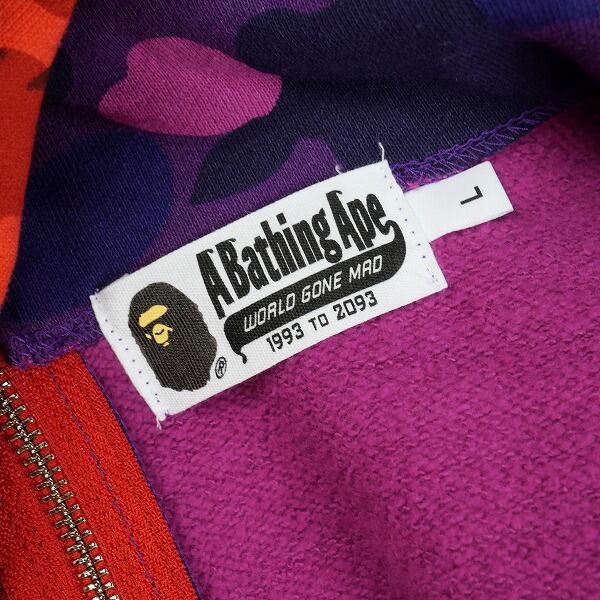 A Bathing Ape
WORLD GONE MAD
1993 TO 2093
®
L